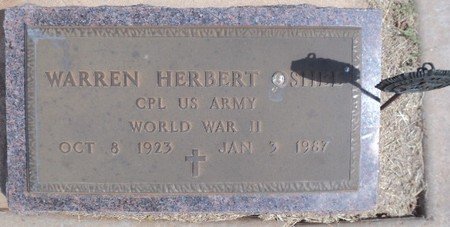 WARREN HERBERT
CPL US ARMY
WORLD WAR II
OCT 8 1923 JAN 3 1987